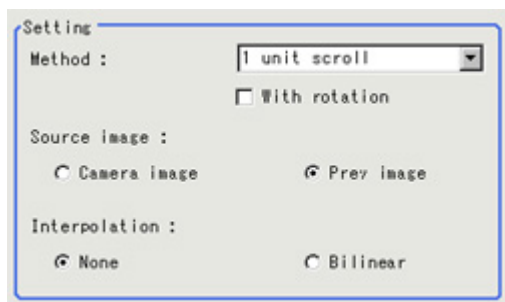 Setting
Method :
1 unit scroll
With rotation
Source image :
Camera image
Prev image
Interpolation :
None
Bilinear